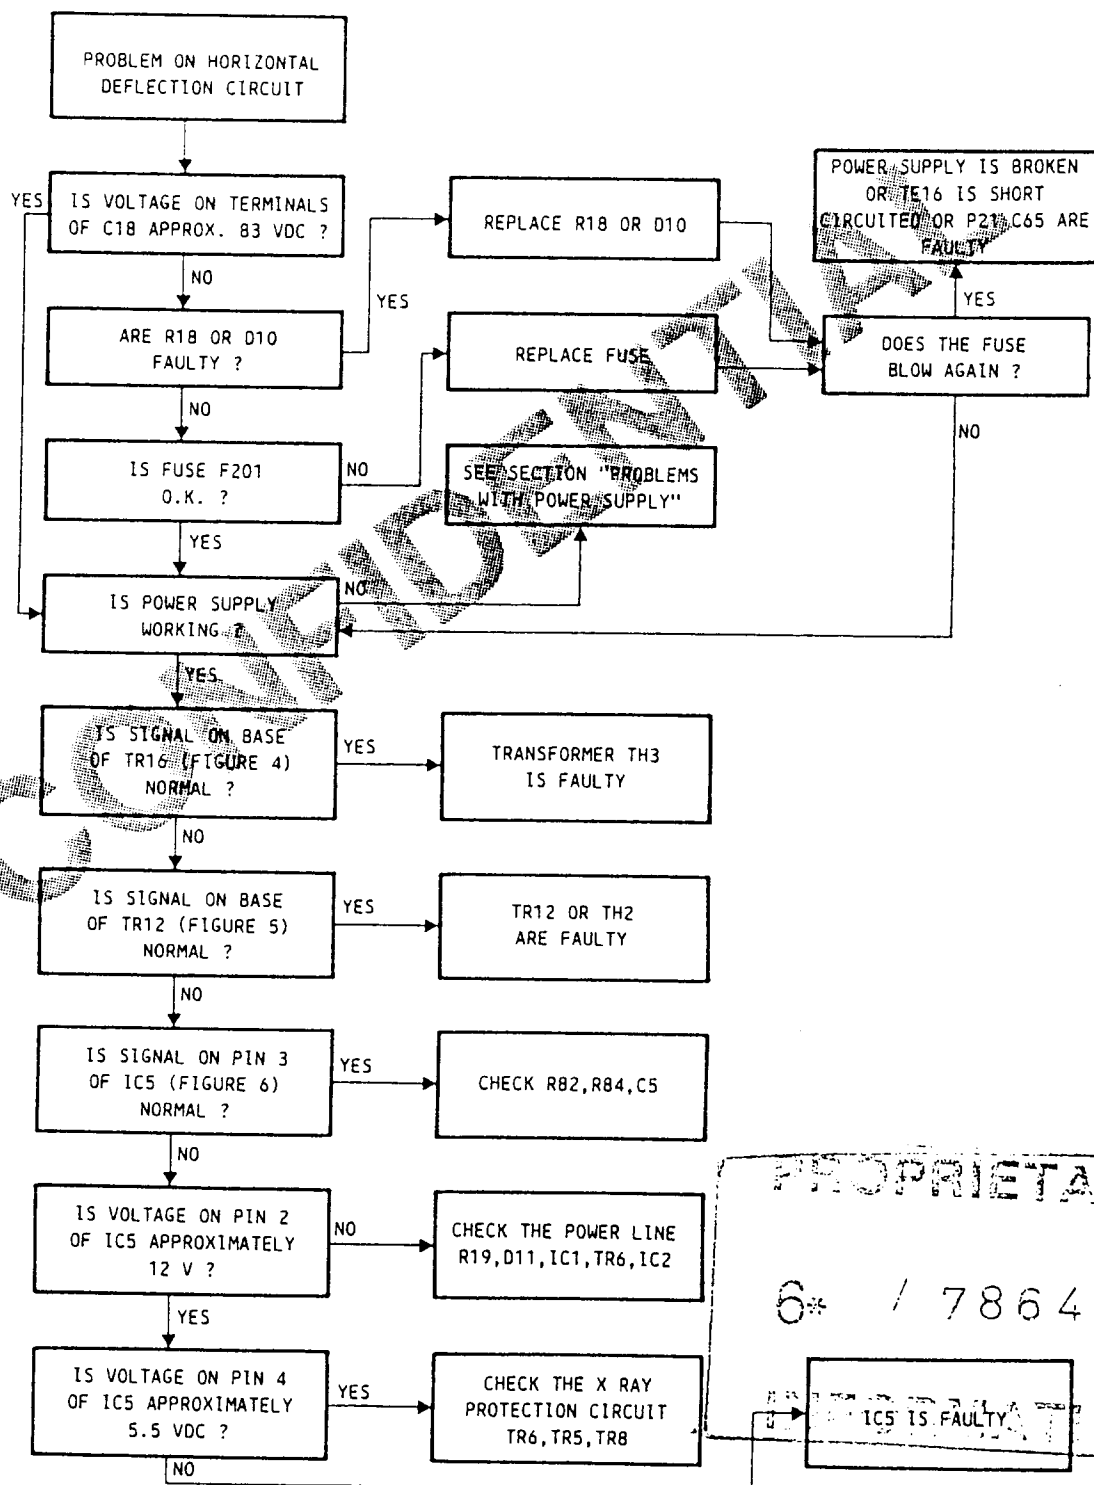 PROBLEM ON HORIZONTAL
DEFLECTION CIRCUIT
YES
IS VOLTAGE ON TERMINALS
OF C18 APPROX. 83 VDC ?
REPLACE R18 OR D10
POWER SUPPLY IS BROKEN
OR TE16 IS SHORT
CIRCUITED OR P21 C65 ARE
FAULTY
NO
YES
YES
ARE R18 OR D10
FAULTY ?
REPLACE FUSE
DOES THE FUSE
BLOW AGAIN ?
NO
NO
IS FUSE F201
O.K. ?
NO
SEE SECTION "PROBLEMS
WITH POWER SUPPLY"
YES
IS POWER SUPPLY
WORKING ?
NO
YES
IS SIGNAL ON BASE
OF TR16 (FIGURE 4)
NORMAL ?
YES
TRANSFORMER TH3
IS FAULTY
NO
IS SIGNAL ON BASE
OF TR12 (FIGURE 5)
NORMAL ?
YES
TR12 OR TH2
ARE FAULTY
NO
IS SIGNAL ON PIN 3
OF IC5 (FIGURE 6)
NORMAL ?
YES
CHECK R82,R84,C5
NO
IS VOLTAGE ON PIN 2
OF IC5 APPROXIMATELY
12 V ?
NO
CHECK THE POWER LINE
R19,D11,IC1,TR6,IC2
YES
IS VOLTAGE ON PIN 4
OF IC5 APPROXIMATELY
5.5 VDC ?
YES
CHECK THE X RAY
PROTECTION CIRCUIT
TR6,TR5,TR8
NO
IC5 IS FAULTY
CONFIDENTIAL
PROPRIETA
6* / 7864